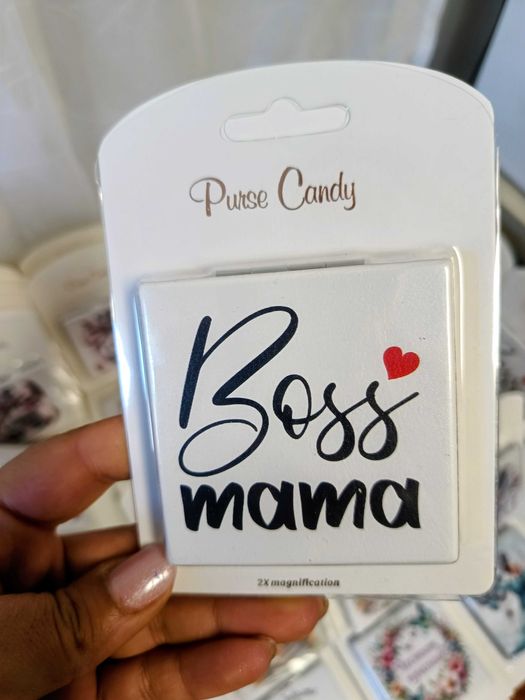 Purse Candy
Boss
mama
2X magnification